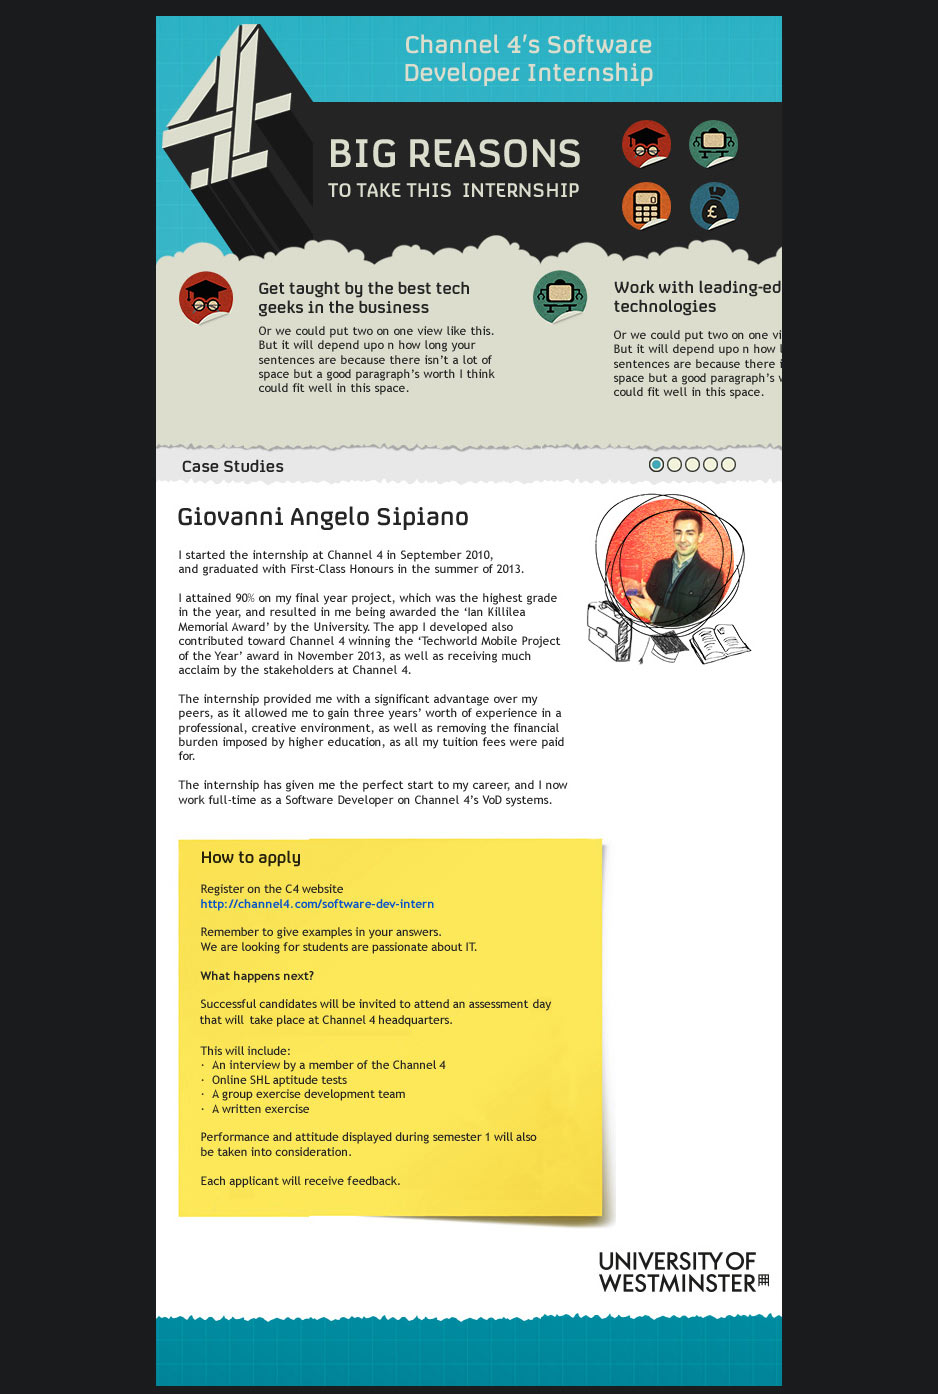 Channel 4's Software
Developer Internship
4
BIG REASONS
TO TAKE THIS INTERNSHIP
0
£
Get taught by the best tech
geeks in the business
Or we could put two on one view like this.
But it will depend upo n how long your
sentences are because there isn't a lot of
space but a good paragraph's worth I think
could fit well in this space.
Work with leading-ed
technologies
Or we could put two on one vi
But it will depend upo n how l
sentences are because there i
space but a good paragraph's w
could fit well in this space.
Case Studies
Giovanni Angelo Sipiano
I started the internship at Channel 4 in September 2010,
and graduated with First-Class Honours in the summer of 2013.
I attained 90% on my final year project, which was the highest grade
in the year, and resulted in me being awarded the 'Ian Killilea
Memorial Award' by the University. The app I developed also
contributed toward Channel 4 winning the 'Techworld Mobile Project
of the Year' award in November 2013, as well as receiving much
acclaim by the stakeholders at Channel 4.
The internship provided me with a significant advantage over my
peers, as it allowed me to gain three years' worth of experience in a
professional, creative environment, as well as removing the financial
burden imposed by higher education, as all my tuition fees were paid
for.
The internship has given me the perfect start to my career, and I now
work full-time as a Software Developer on Channel 4's VoD systems.
How to apply
Register on the C4 website
http://channel4.com/software-dev-intern
Remember to give examples in your answers.
We are looking for students are passionate about IT.
What happens next?
Successful candidates will be invited to attend an assessment day
that will take place at Channel 4 headquarters.
This will include:
· An interview by a member of the Channel 4
· Online SHL aptitude tests
· A group exercise development team
· A written exercise
Performance and attitude displayed during semester 1 will also
be taken into consideration.
Each applicant will receive feedback.
UNIVERSITY OF
WESTMINSTER